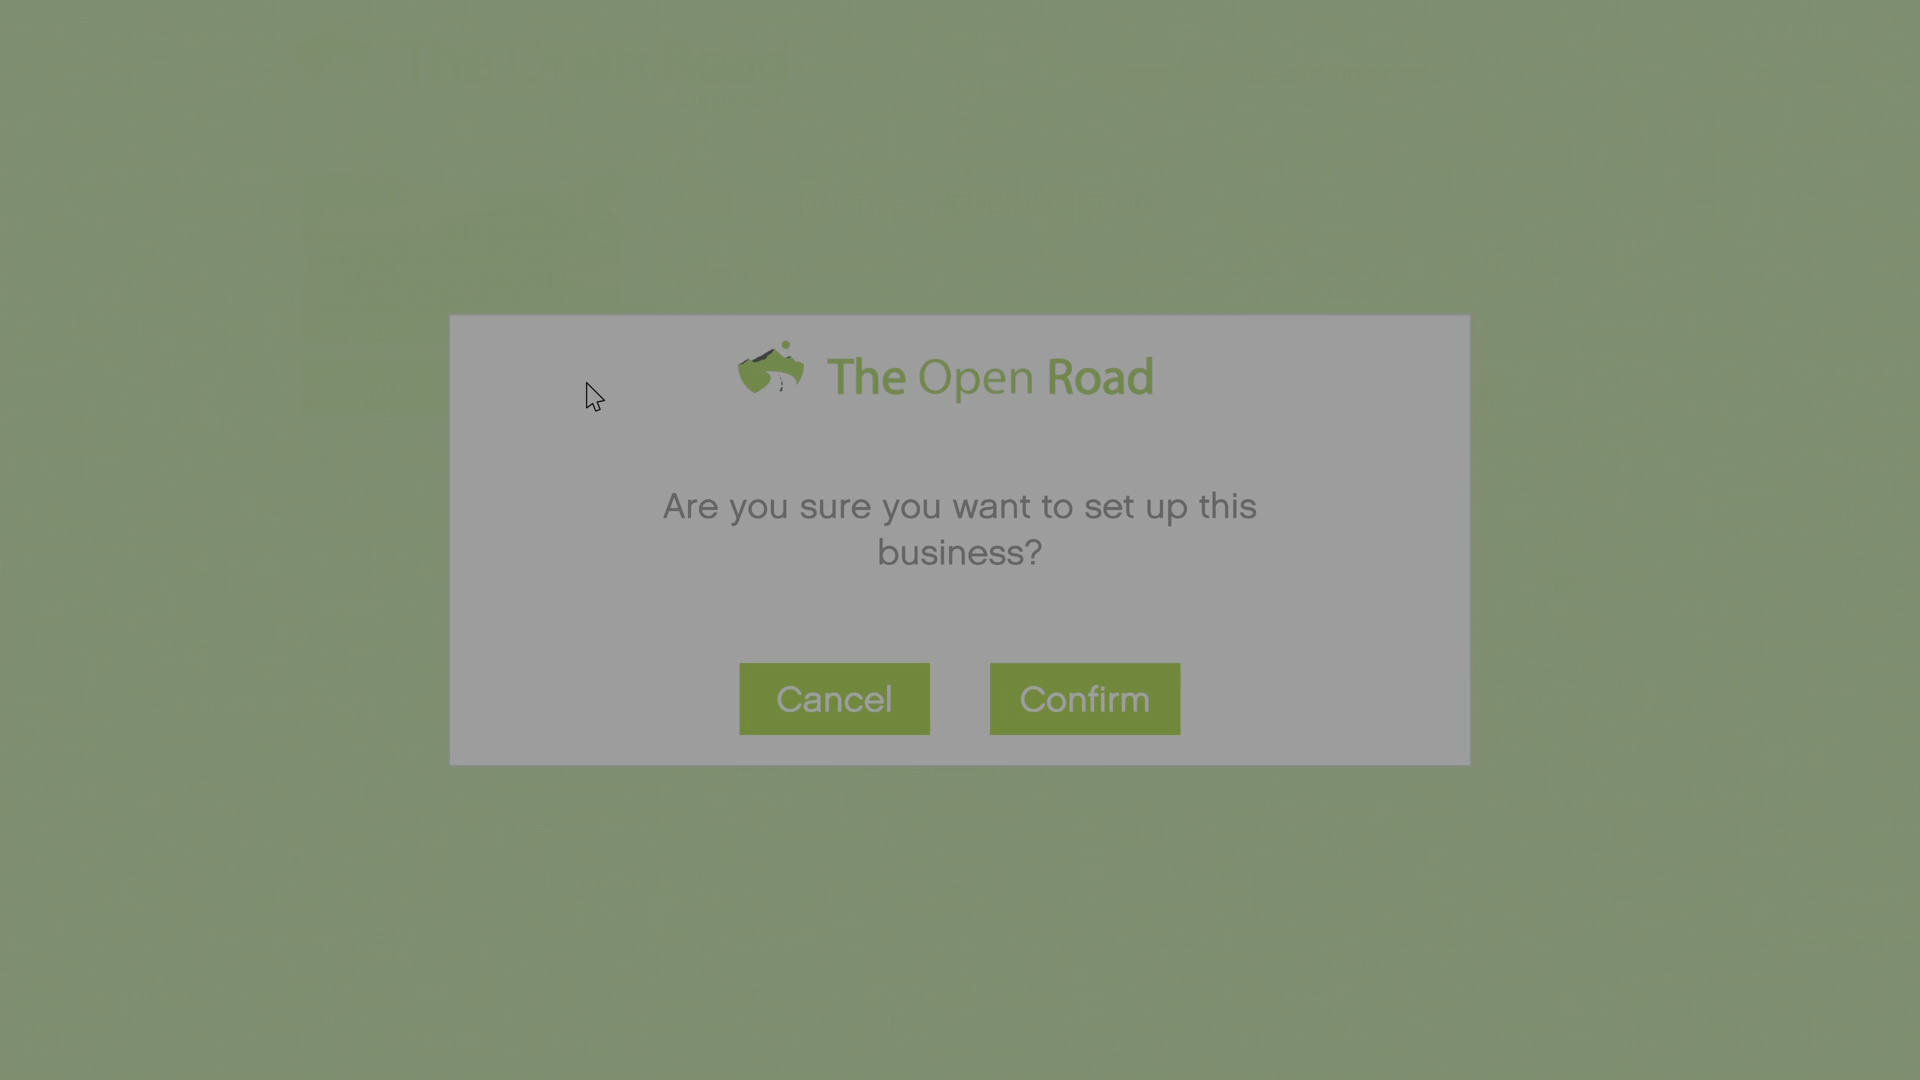 The Open Road
Are you sure you want to set up this
business?
Cancel
Confirm